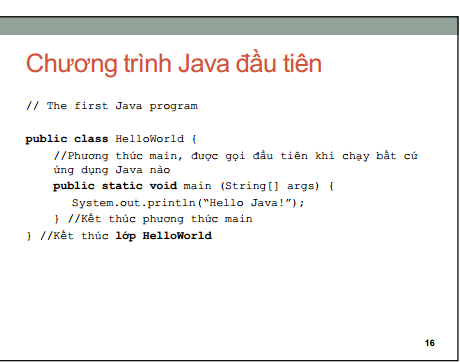 Chương trình Java đầu tiên
// The first Java program
public class HelloWorld {
//Phương thức main, được gọi đầu tiên khi chạy bất cứ
ứng dụng Java nào
public static void main (String[] args) {
System.out.println(“Hello Java!”);
} //Kết thúc phương thức main
} //Kết thúc lớp HelloWorld
16